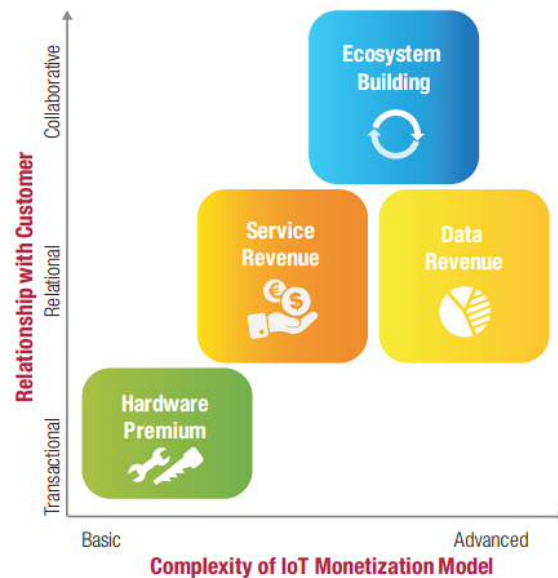 Relationship with Customer
Collaborative
Relational
Transactional
Ecosystem
Building
Service
Revenue
€
$
Data
Revenue
Hardware
Premium
Basic
Advanced
Complexity of IoT Monetization Model